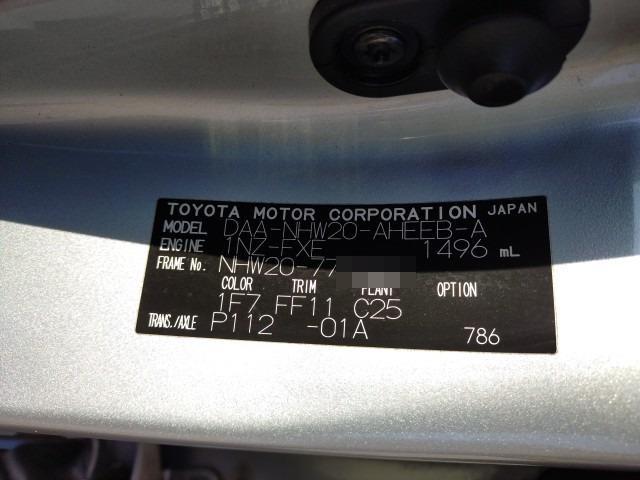 TOYOTA MOTOR CORPORATION JAPAN
MODEL DAA-NHW20-AHEEB-A
ENGINE 1NZ-FXE 1496 mL
FRAME No. NHW20-77
COLOR TRIM PLANT OPTION
1F7 FF11 C25
TRANS./AXLE P112 -01A 786